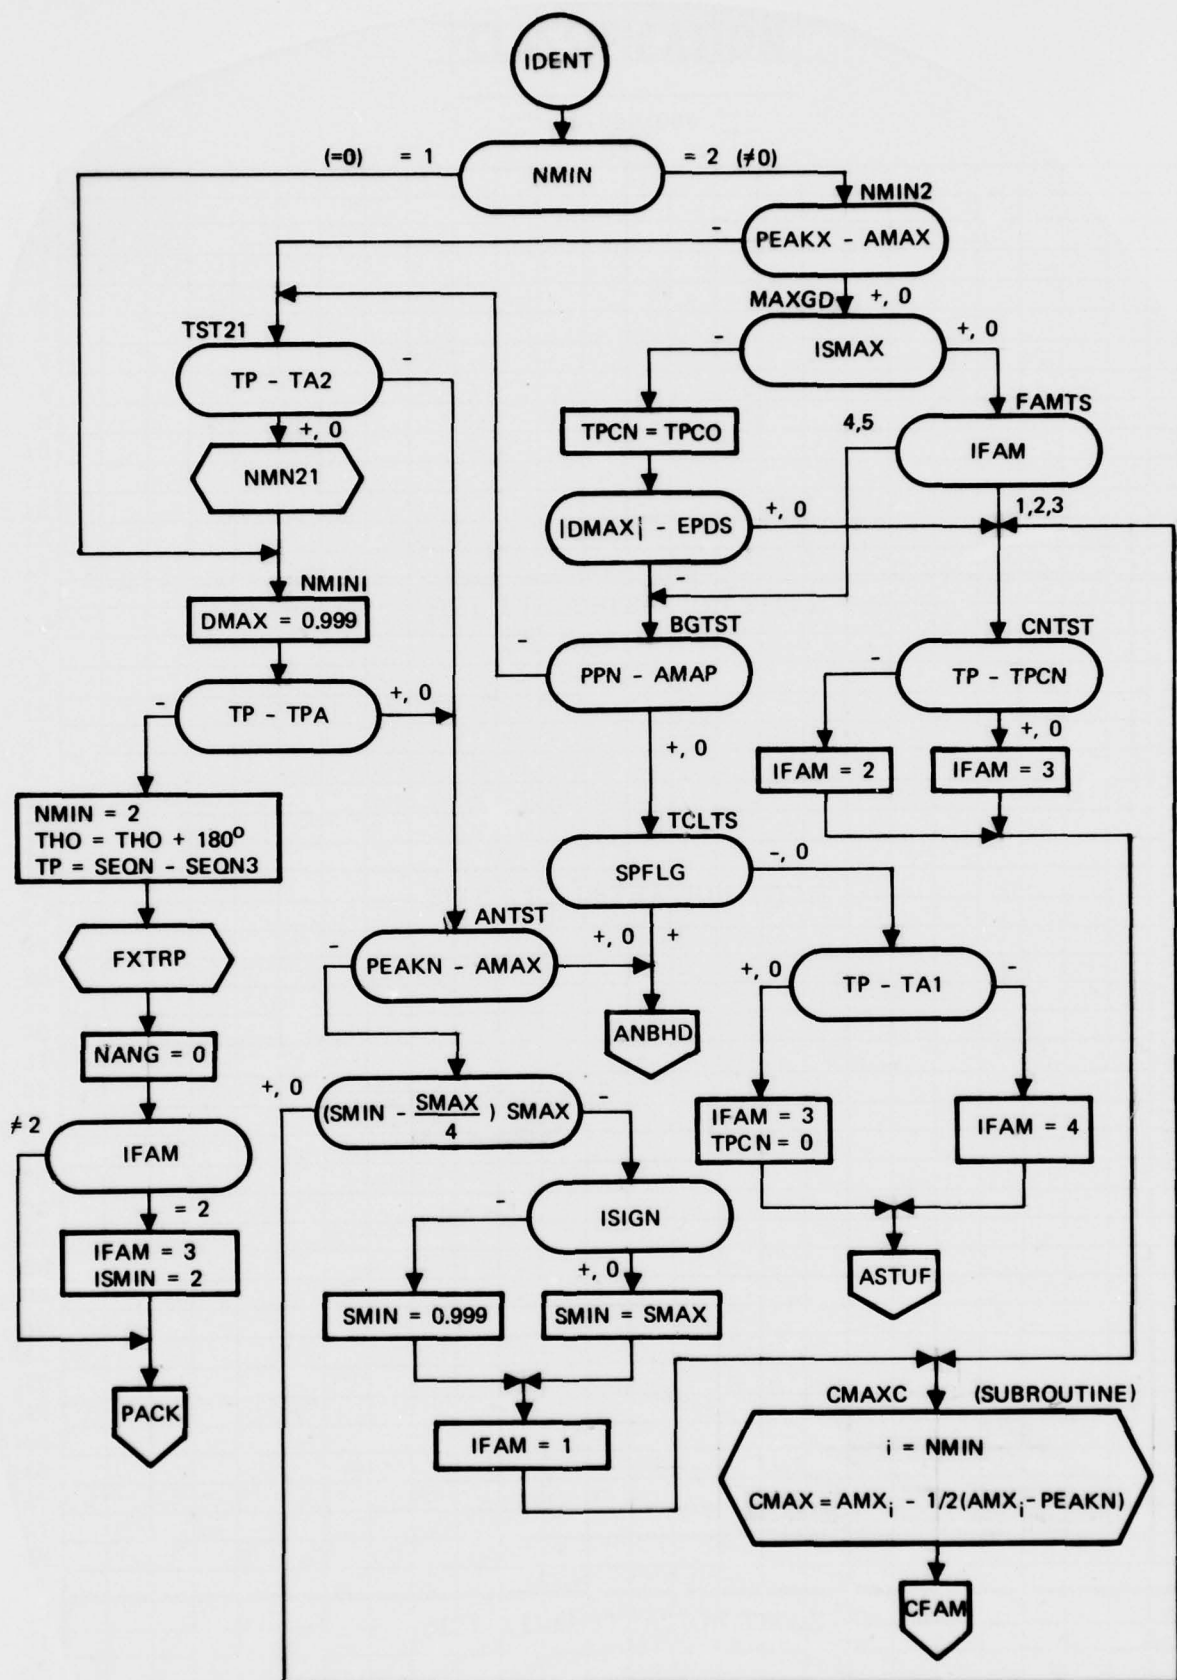 IDENT
(=0) = 1
NMIN
= 2 (≠0)
NMIN2
-
PEAKX - AMAX
MAXGD
+, 0
TST21
-
ISMAX
+, 0
TP - TA2
-
FAMTS
TPCN = TPCO
4,5
IFAM
+, 0
NMN21
1,2,3
|DMAX| - EPDS
+, 0
-
NMIN1
DMAX = 0.999
BGTST
CNTST
-
PPN - AMAP
-
TP - TPCN
-
TP - TPA
+, 0
+, 0
+, 0
IFAM = 2
IFAM = 3
NMIN = 2
THO = THO + 180°
TP = SEQN - SEQN3
TCLTS
SPFLG
-, 0
ANTST
FXTRP
-
PEAKN - AMAX
+, 0
+
+, 0
TP - TA1
-
ANBHD
NANG = 0
+, 0
(SMIN - SMAX/4) SMAX
-
IFAM = 3
TPCN = 0
IFAM = 4
≠ 2
IFAM
= 2
-
ISIGN
IFAM = 3
ISMIN = 2
+, 0
ASTUF
SMIN = 0.999
SMIN = SMAX
PACK
CMAXC (SUBROUTINE)
IFAM = 1
i = NMIN
CMAX = AMXᵢ - 1/2(AMXᵢ-PEAKN)
CFAM